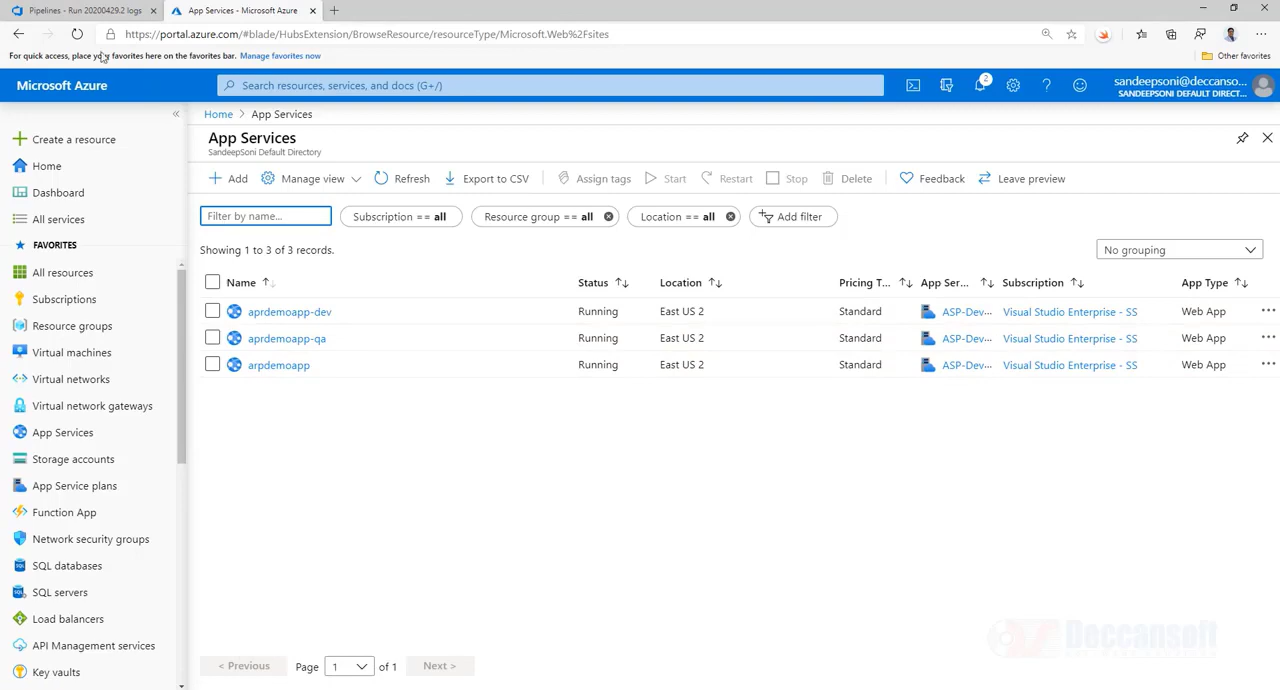 Pipelines - Run 20200429.2 logs
App Services - Microsoft Azure
https://portal.azure.com/#blade/HubsExtension/BrowseResource/resourceType/Microsoft.Web%2Fsites
For quick access, place your favorites here on the favorites bar. Manage favorites now
Other favorites
Microsoft Azure
Search resources, services, and docs (G+/)
2
sandeepsoni@deccanso...
SANDEEPSONI DEFAULT DIRECT...
Create a resource
Home
Dashboard
All services
FAVORITES
All resources
Subscriptions
Resource groups
Virtual machines
Virtual networks
Virtual network gateways
App Services
Storage accounts
App Service plans
Function App
Network security groups
SQL databases
SQL servers
Load balancers
API Management services
Key vaults
Home > App Services
App Services
SandeepSoni Default Directory
Add Manage view Refresh Export to CSV Assign tags Start Restart Stop Delete Feedback Leave preview
Filter by name... Subscription == all Resource group == all Location == all Add filter
Showing 1 to 3 of 3 records. No grouping
Name Status Location Pricing T... App Ser... Subscription App Type
aprdemoapp-dev Running East US 2 Standard ASP-Dev... Visual Studio Enterprise - SS Web App
aprdemoapp-qa Running East US 2 Standard ASP-Dev... Visual Studio Enterprise - SS Web App
arpdemoapp Running East US 2 Standard ASP-Dev... Visual Studio Enterprise - SS Web App
< Previous Page 1 of 1 Next >
Deccansoft